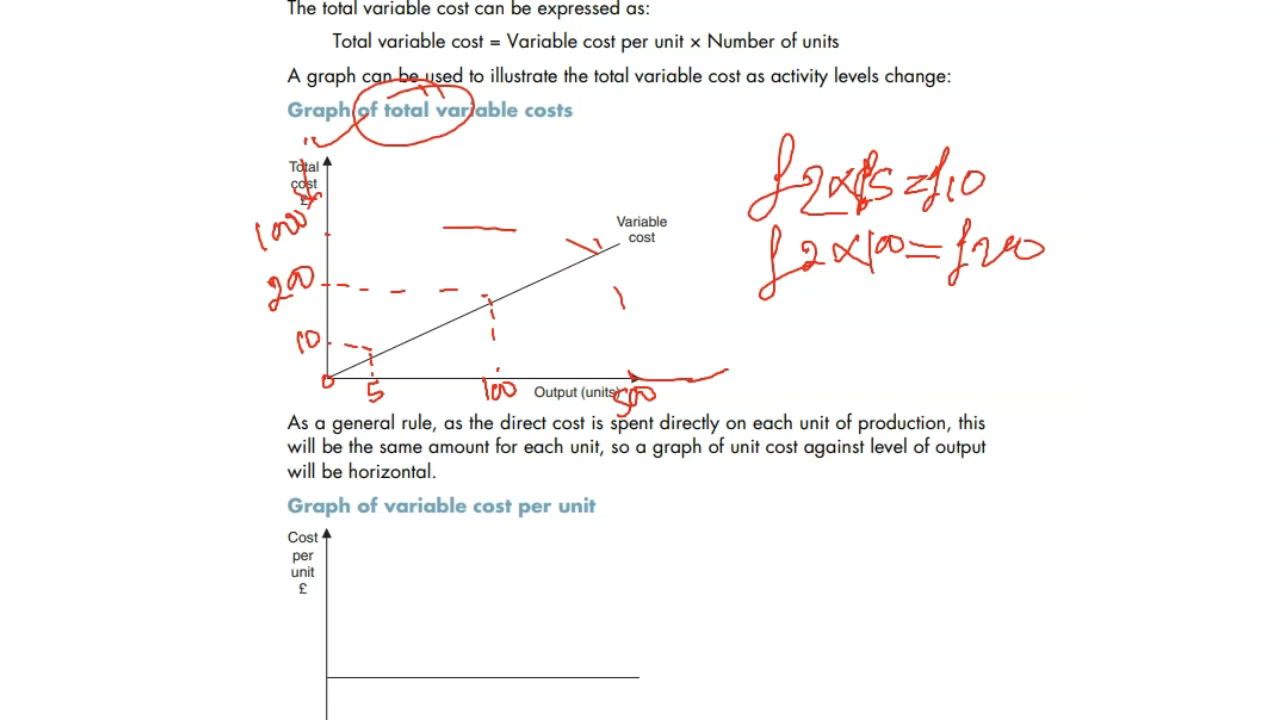 The total variable cost can be expressed as:
Total variable cost = Variable cost per unit × Number of units
A graph can be used to illustrate the total variable cost as activity levels change:
Graph of total variable costs
Total
cost
£
Variable
cost
£2×5=£10
£2×100=£200
1000
200
10
0
5
100
Output (units)
500
As a general rule, as the direct cost is spent directly on each unit of production, this
will be the same amount for each unit, so a graph of unit cost against level of output
will be horizontal.
Graph of variable cost per unit
Cost
per
unit
£